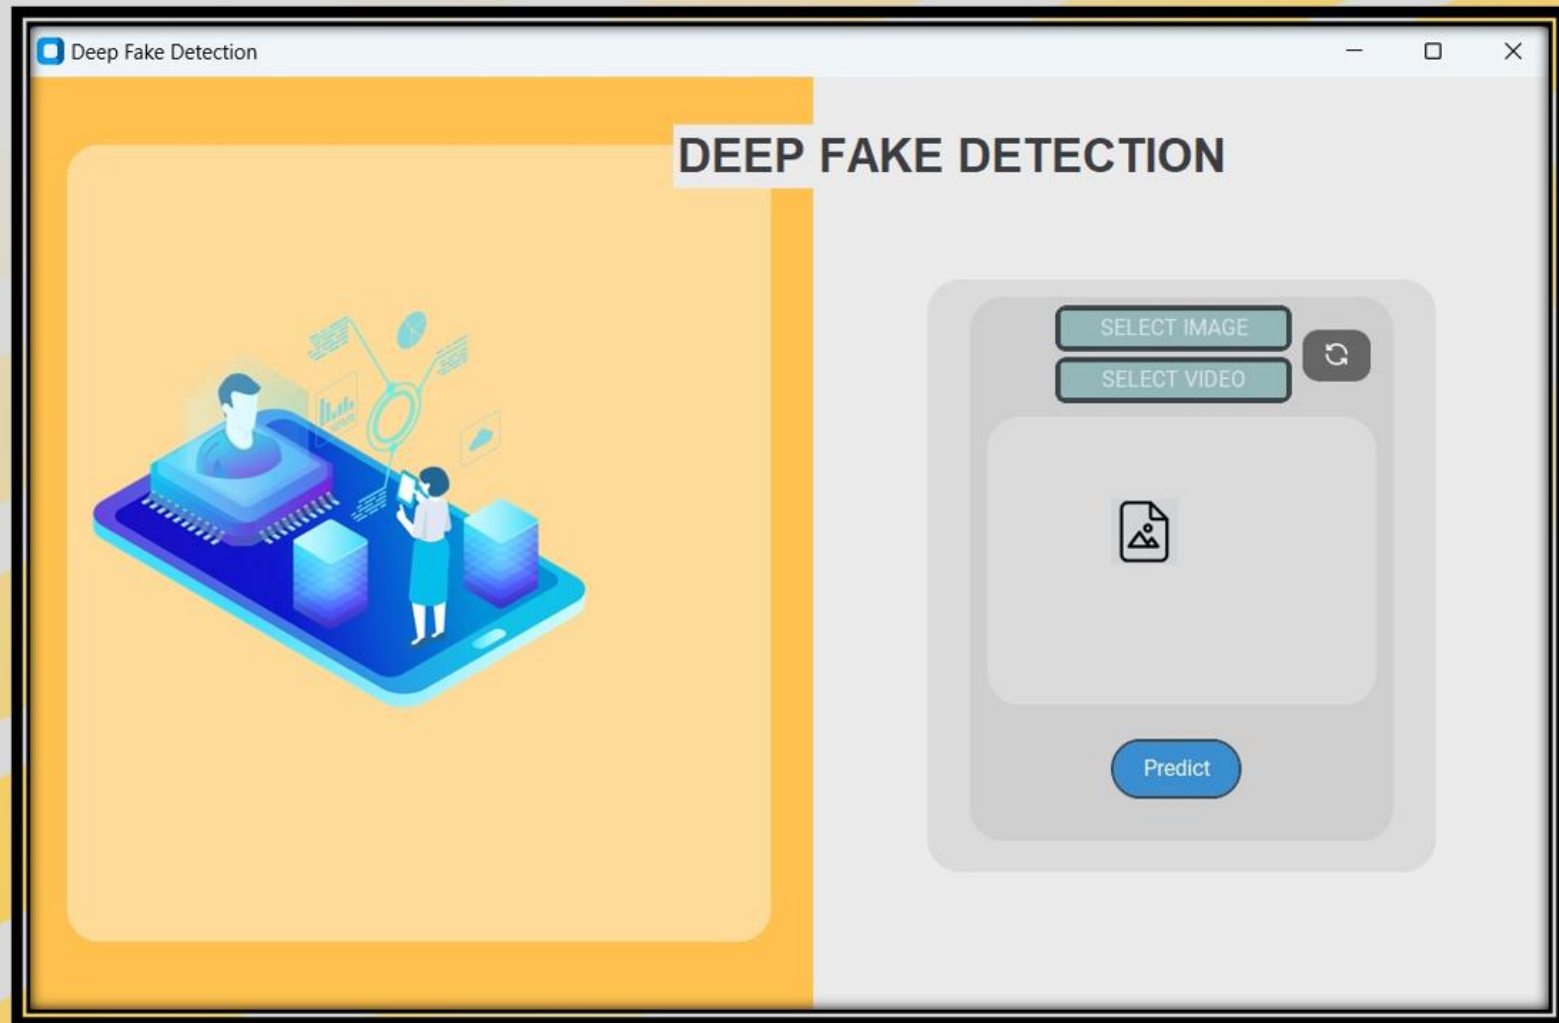 Deep Fake Detection
DEEP FAKE DETECTION
SELECT IMAGE
SELECT VIDEO
Predict